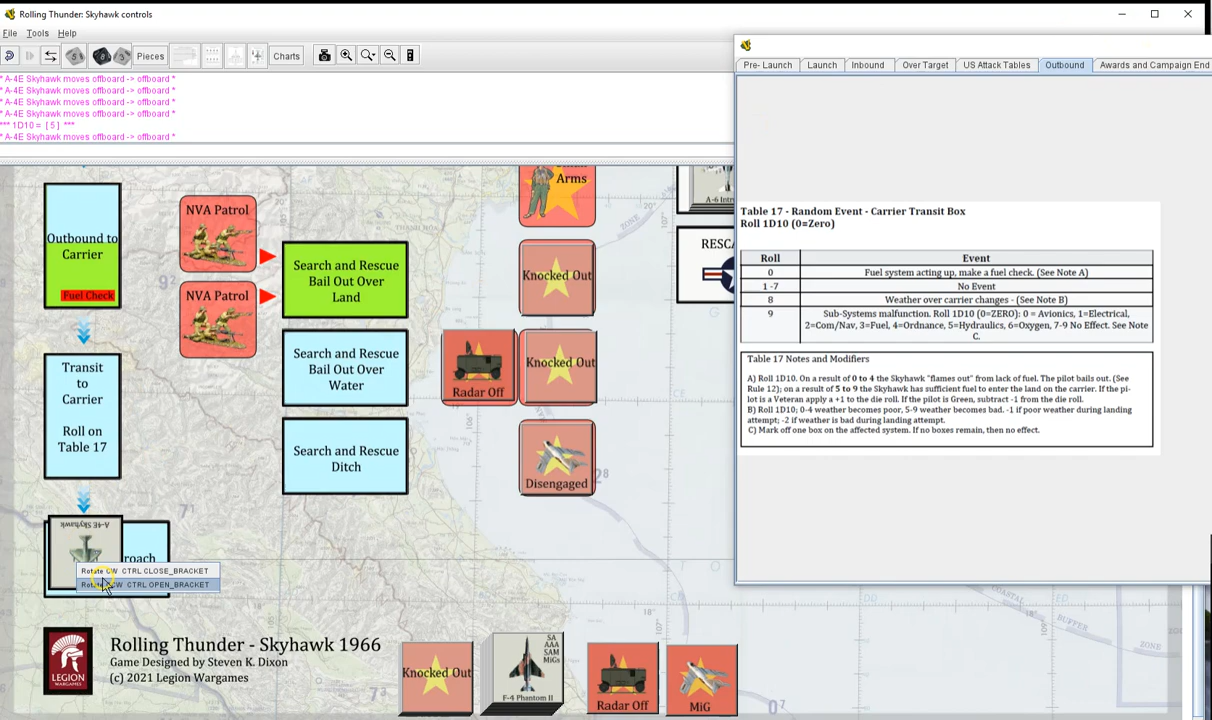 Rolling Thunder: Skyhawk controls
File Tools Help
5 8 3 Pieces Charts
* A-4E Skyhawk moves offboard -> offboard *
* A-4E Skyhawk moves offboard -> offboard *
* A-4E Skyhawk moves offboard -> offboard *
* A-4E Skyhawk moves offboard -> offboard *
*** 1D10 = [ 5 ] ***
* A-4E Skyhawk moves offboard -> offboard *
Pre- Launch Launch Inbound Over Target US Attack Tables Outbound Awards and Campaign End
Table 17 - Random Event - Carrier Transit Box
Roll 1D10 (0=Zero)
Roll Event
0 Fuel system acting up, make a fuel check. (See Note A)
1 -7 No Event
8 Weather over carrier changes - (See Note B)
9 Sub-Systems malfunction. Roll 1D10 (0=ZERO): 0 = Avionics, 1=Electrical,
2=Com/Nav, 3=Fuel, 4=Ordnance, 5=Hydraulics, 6=Oxygen, 7-9 No Effect. See Note
C.
Table 17 Notes and Modifiers
A) Roll 1D10. On a result of 0 to 4 the Skyhawk "flames out" from lack of fuel. The pilot bails out. (See
Rule 12); on a result of 5 to 9 the Skyhawk has sufficient fuel to enter the land on the carrier. If the pi-
lot is a Veteran apply a +1 to the die roll. If the pilot is Green, subtract -1 from the die roll.
B) Roll 1D10; 0-4 weather becomes poor, 5-9 weather becomes bad. -1 if poor weather during landing
attempt; -2 if weather is bad during landing attempt.
C) Mark off one box on the affected system. If no boxes remain, then no effect.
Outbound to
Carrier
Fuel Check
Transit
to
Carrier
Roll on
Table 17
A-4E Skyhawk
roach
Rotate CW CTRL CLOSE_BRACKET
CTRL OPEN_BRACKET
NVA Patrol
NVA Patrol
Search and Rescue
Bail Out Over
Land
Search and Rescue
Bail Out Over
Water
Search and Rescue
Ditch
Arms
Knocked Out
Radar Off
Knocked Out
Disengaged
A-6 Intr
RESCA
LEGION
WARGAMES
Rolling Thunder - Skyhawk 1966
Game Designed by Steven K. Dixon
(c) 2021 Legion Wargames
Knocked Out
SA
AAA
SAM
MiGs
F-4 Phantom II
Radar Off
MiG
ZONE
COASTAL
ZONE